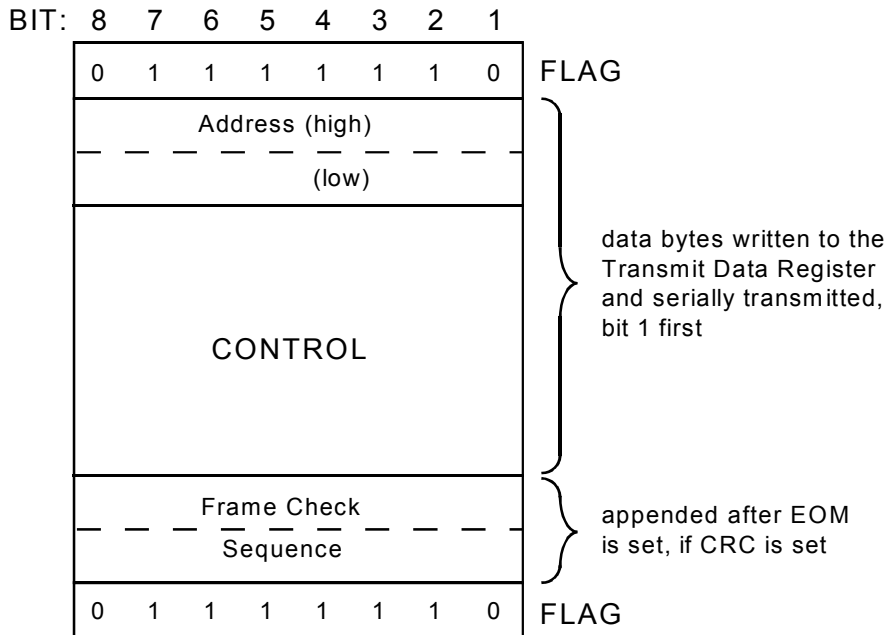 BIT: 8 7 6 5 4 3 2 1
0 1 1 1 1 1 1 0 FLAG
Address (high)
(low)
data bytes written to the
Transmit Data Register
and serially transmitted,
bit 1 first
CONTROL
Frame Check
Sequence
appended after EOM
is set, if CRC is set
0 1 1 1 1 1 1 0 FLAG